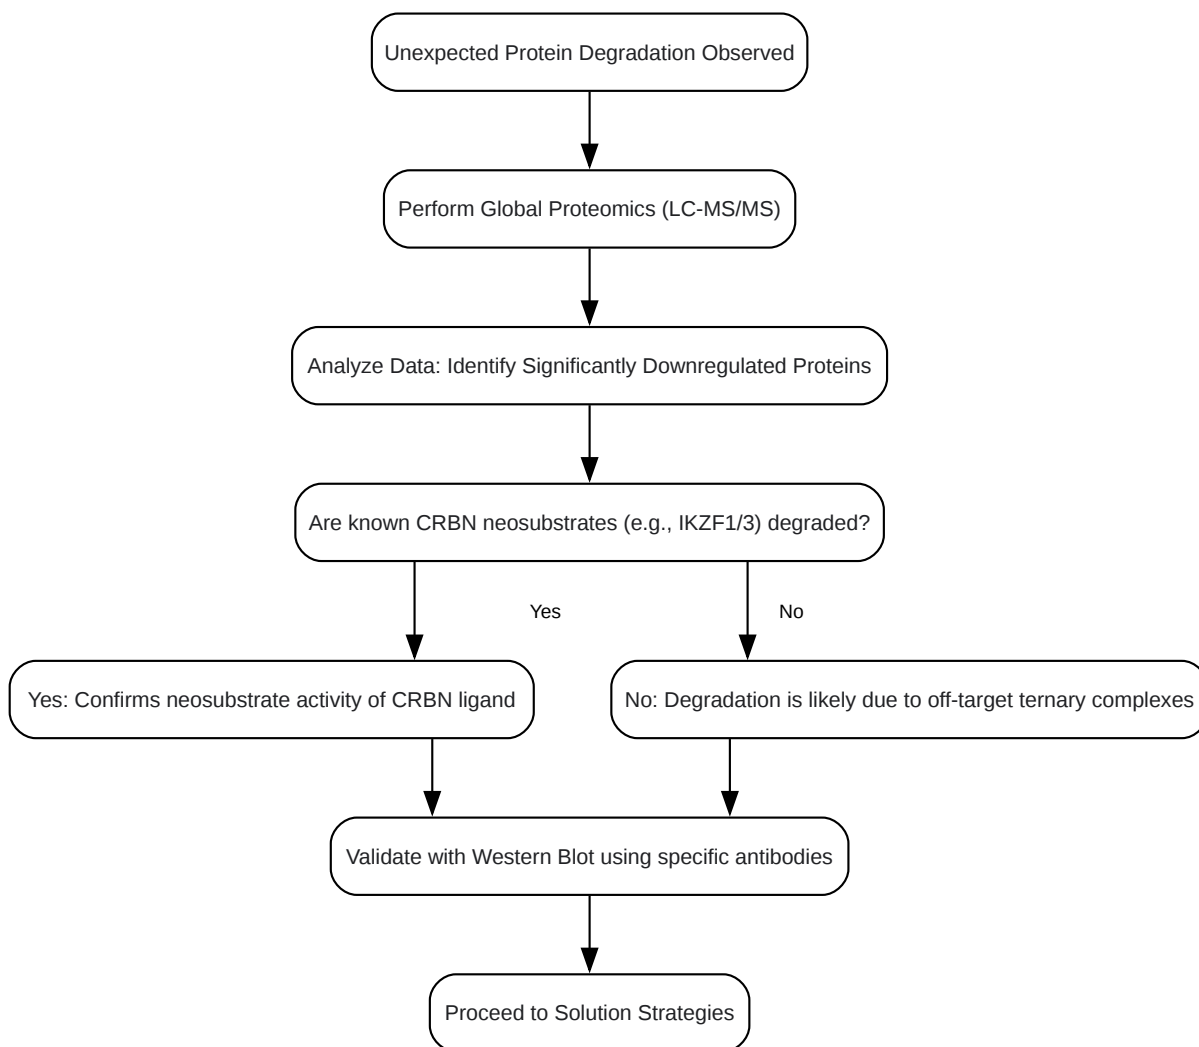 Unexpected Protein Degradation Observed
Perform Global Proteomics (LC-MS/MS)
Analyze Data: Identify Significantly Downregulated Proteins
Are known CRBN neosubstrates (e.g., IKZF1/3) degraded?
Yes
No
Yes: Confirms neosubstrate activity of CRBN ligand
No: Degradation is likely due to off-target ternary complexes
Validate with Western Blot using specific antibodies
Proceed to Solution Strategies